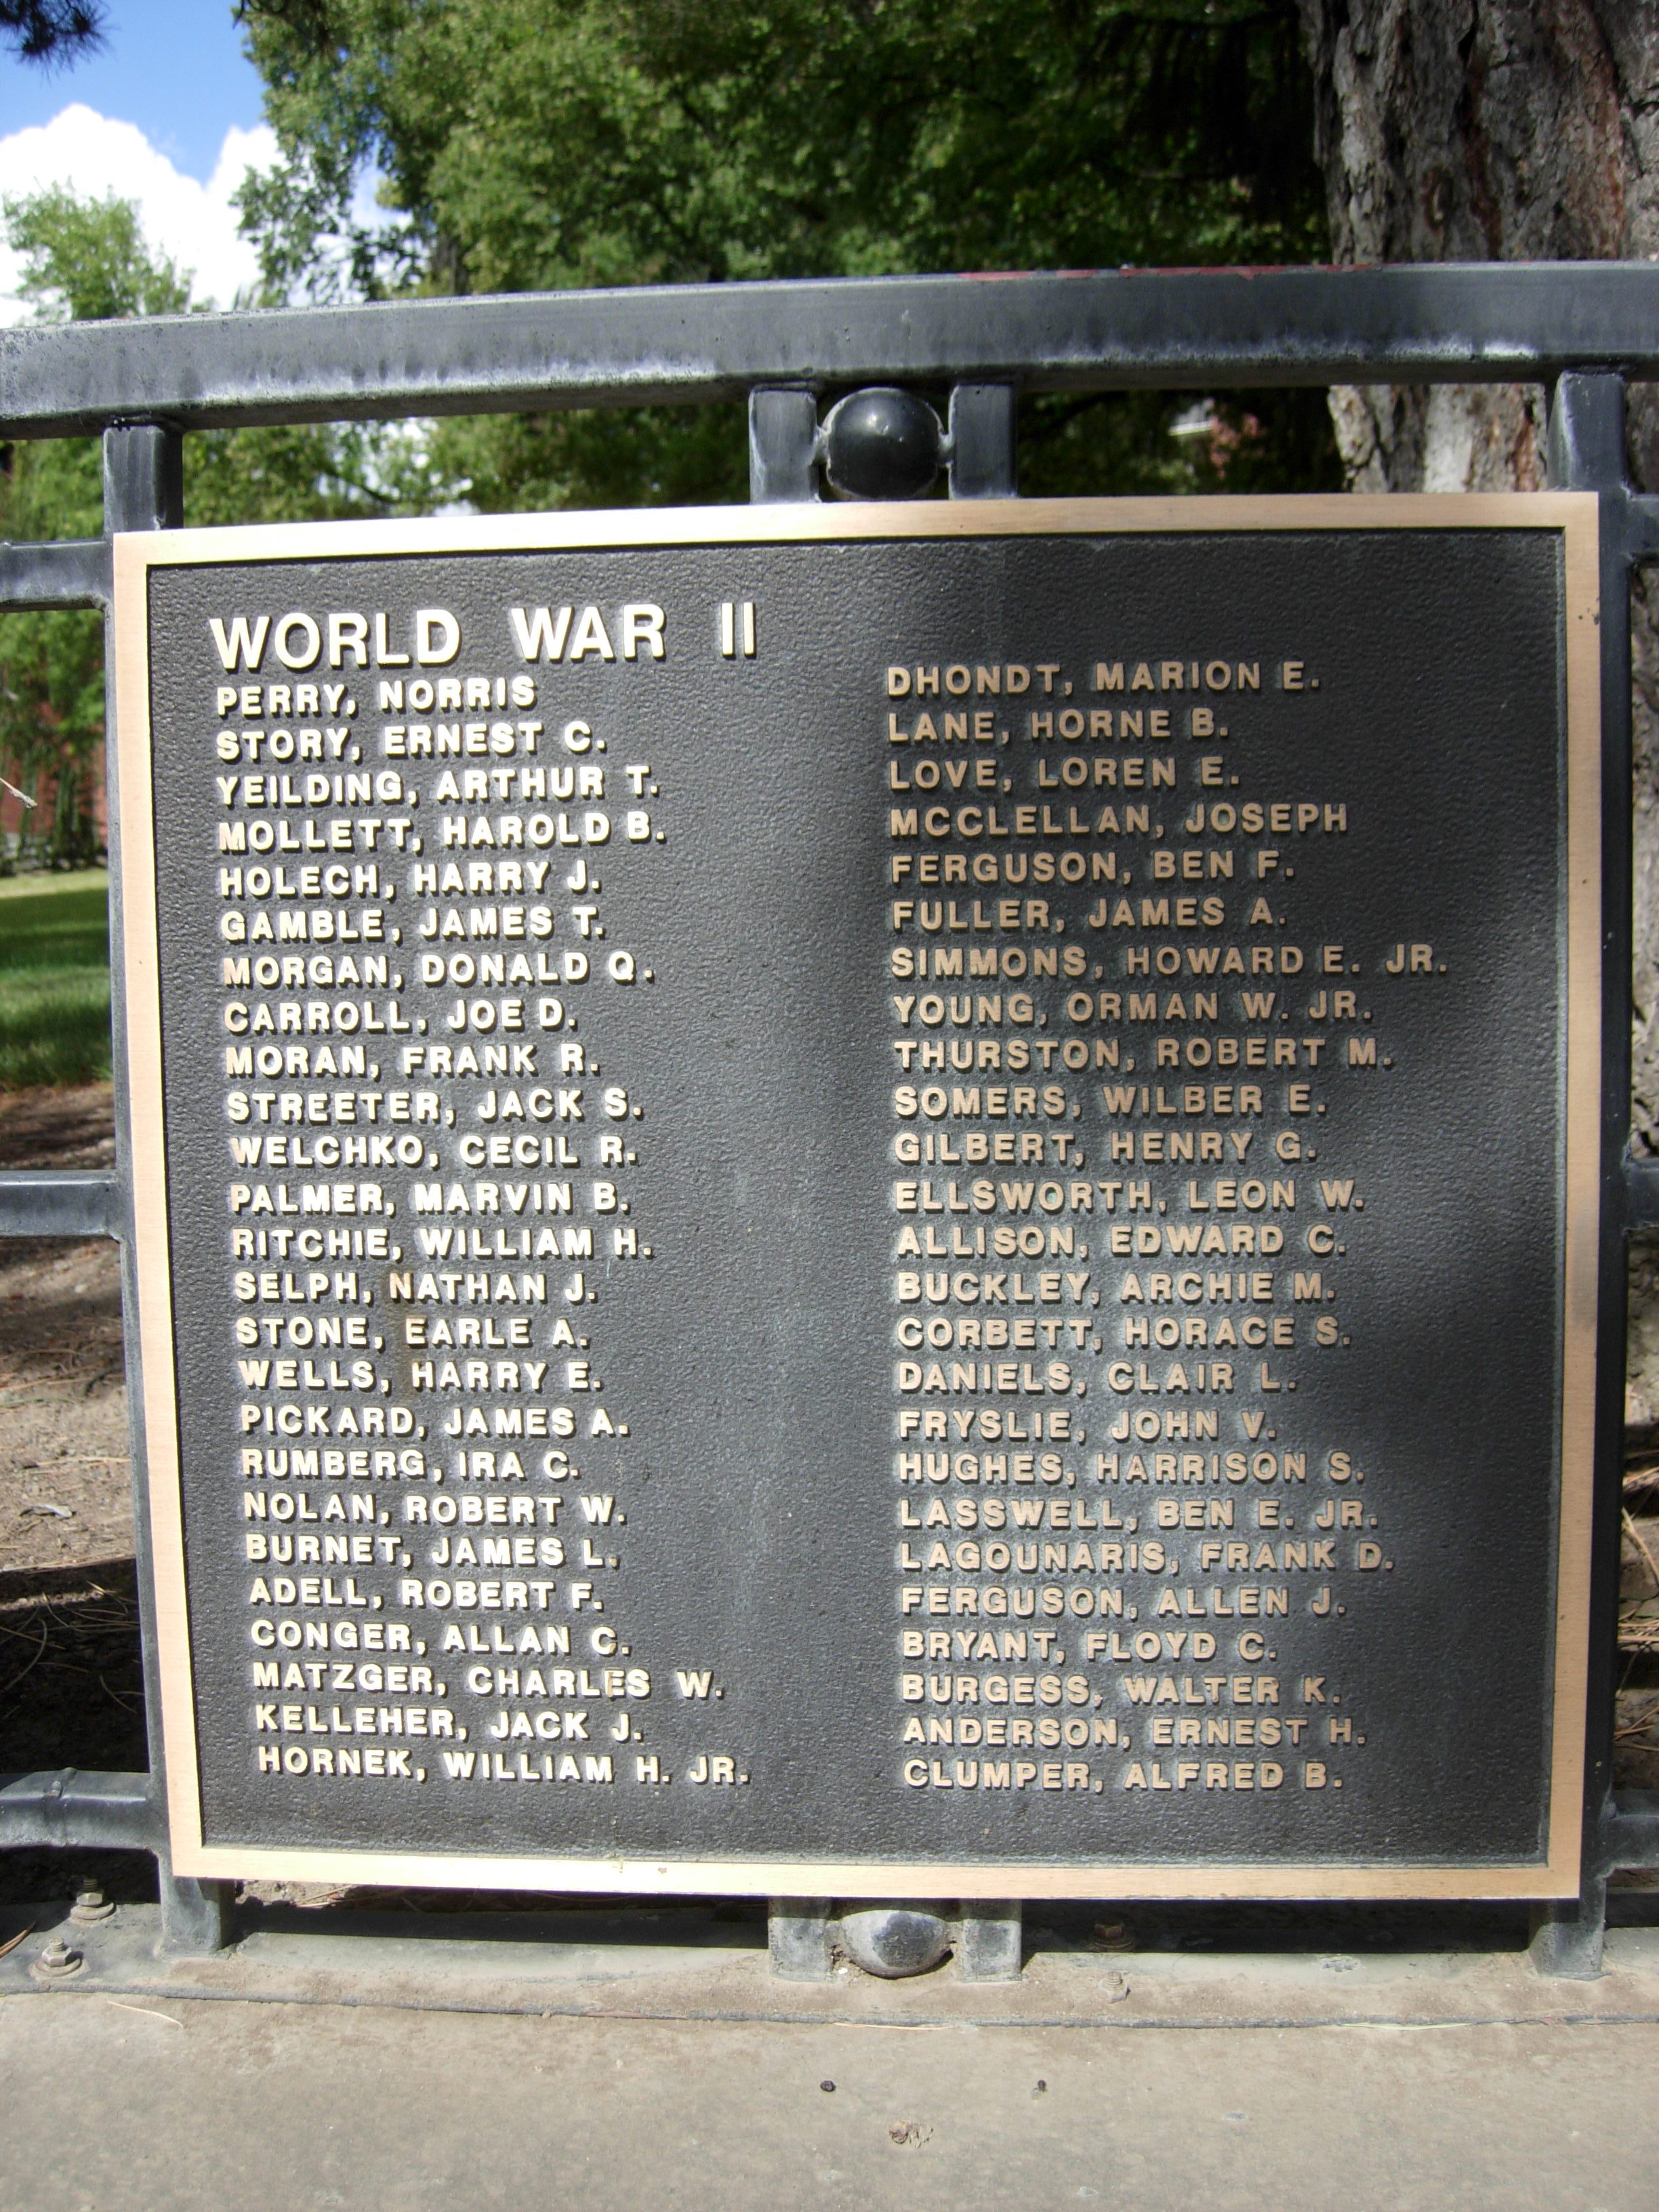 WORLD WAR II
PERRY, NORRIS
STORY, ERNEST C.
YEILDING, ARTHUR T.
MOLLETT, HAROLD B.
HOLECH, HARRY J.
GAMBLE, JAMES T.
MORGAN, DONALD Q.
CARROLL, JOE D.
MORAN, FRANK R.
STREETER, JACK S.
WELCHKO, CECIL R.
PALMER, MARVIN B.
RITCHIE, WILLIAM H.
SELPH, NATHAN J.
STONE, EARLE A.
WELLS, HARRY E.
PICKARD, JAMES A.
RUMBERG, IRA C.
NOLAN, ROBERT W.
BURNET, JAMES L.
ADELL, ROBERT F.
CONGER, ALLAN C.
MATZGER, CHARLES W.
KELLEHER, JACK J.
HORNEK, WILLIAM H. JR.
DHONDT, MARION E.
LANE, HORNE B.
LOVE, LOREN E.
MCCLELLAN, JOSEPH
FERGUSON, BEN F.
FULLER, JAMES A.
SIMMONS, HOWARD E. JR.
YOUNG, ORMAN W. JR.
THURSTON, ROBERT M.
SOMERS, WILBER E.
GILBERT, HENRY G.
ELLSWORTH, LEON W.
ALLISON, EDWARD C.
BUCKLEY, ARCHIE M.
CORBETT, HORACE S.
DANIELS, CLAIR L.
FRYSLIE, JOHN V.
HUGHES, HARRISON S.
LASSWELL, BEN E. JR.
LAGOUNARIS, FRANK D.
FERGUSON, ALLEN J.
BRYANT, FLOYD C.
BURGESS, WALTER K.
ANDERSON, ERNEST H.
CLUMPER, ALFRED B.